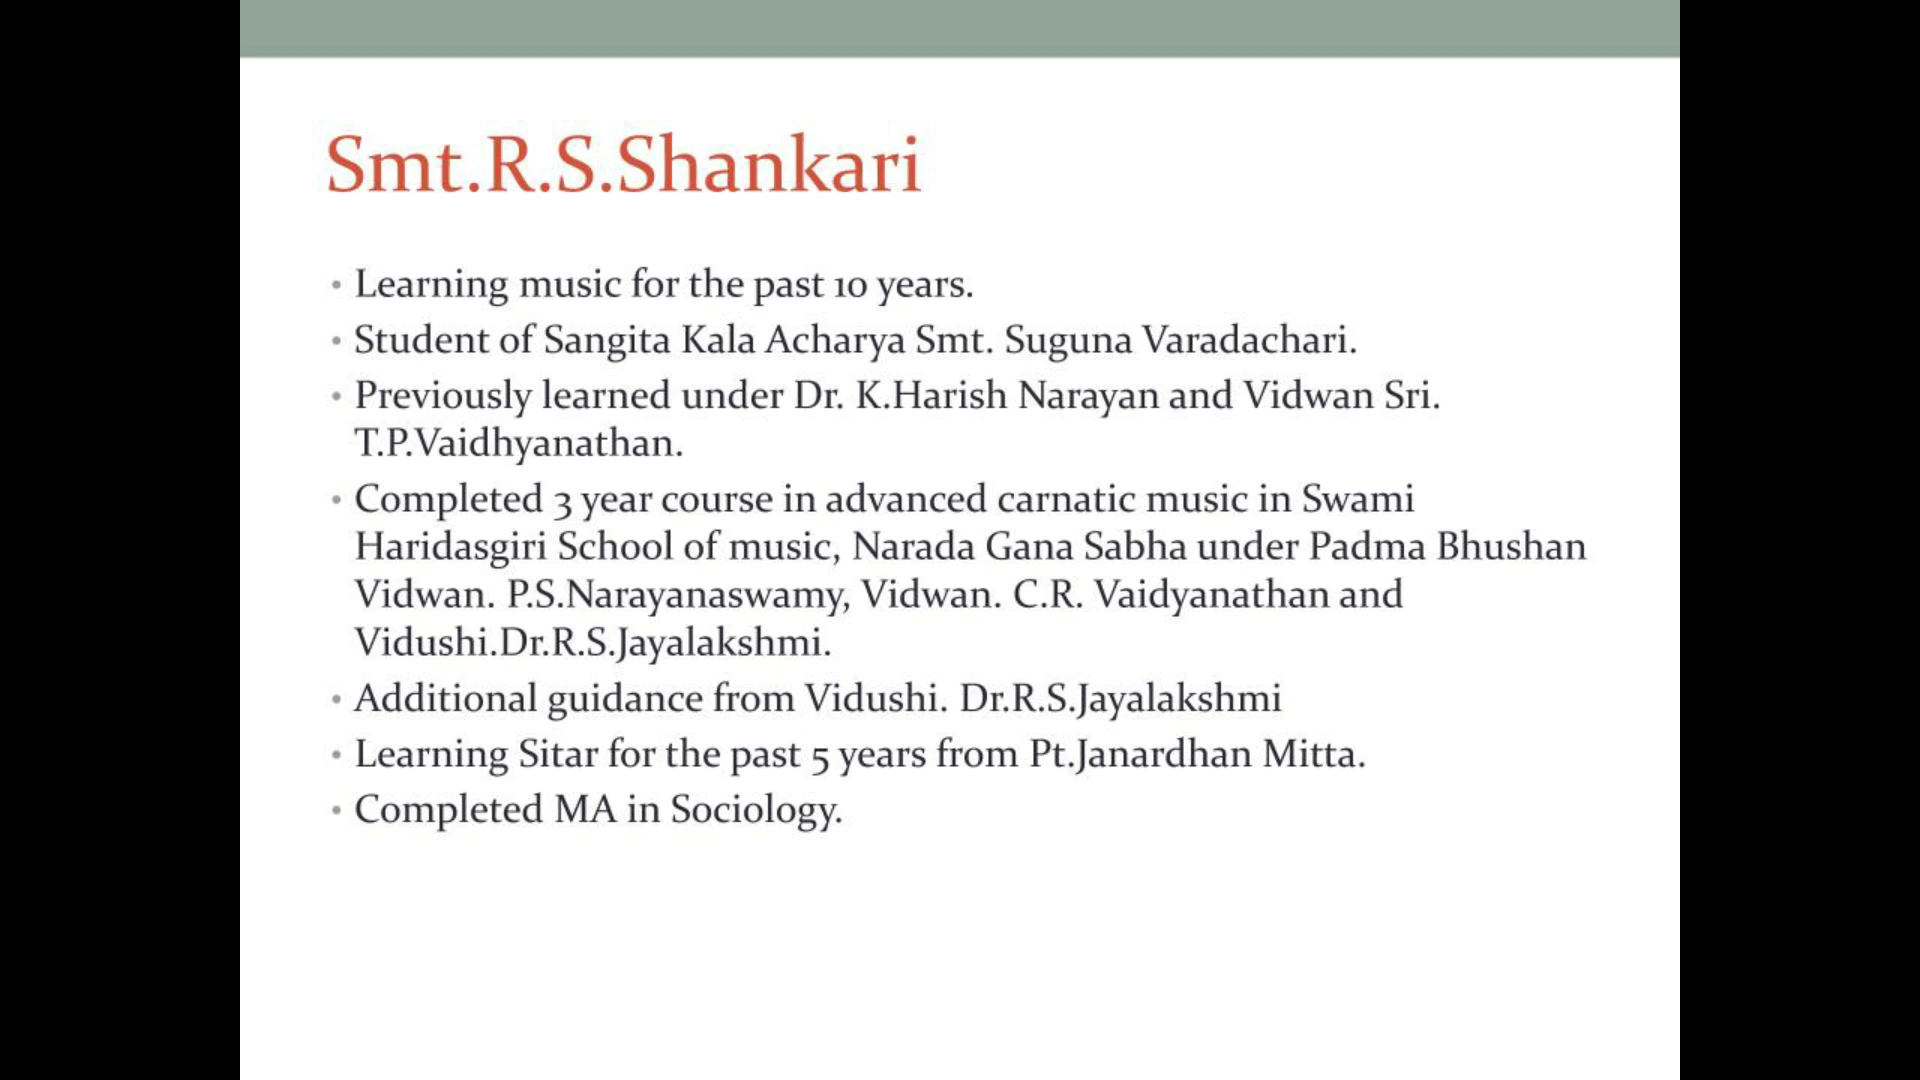 Smt.R.S.Shankari
• Learning music for the past 10 years.
• Student of Sangita Kala Acharya Smt. Suguna Varadachari.
• Previously learned under Dr. K.Harish Narayan and Vidwan Sri.
T.P.Vaidhyanathan.
• Completed 3 year course in advanced carnatic music in Swami
Haridasgiri School of music, Narada Gana Sabha under Padma Bhushan
Vidwan. P.S.Narayanaswamy, Vidwan. C.R. Vaidyanathan and
Vidushi.Dr.R.S.Jayalakshmi.
• Additional guidance from Vidushi. Dr.R.S.Jayalakshmi
• Learning Sitar for the past 5 years from Pt.Janardhan Mitta.
• Completed MA in Sociology.